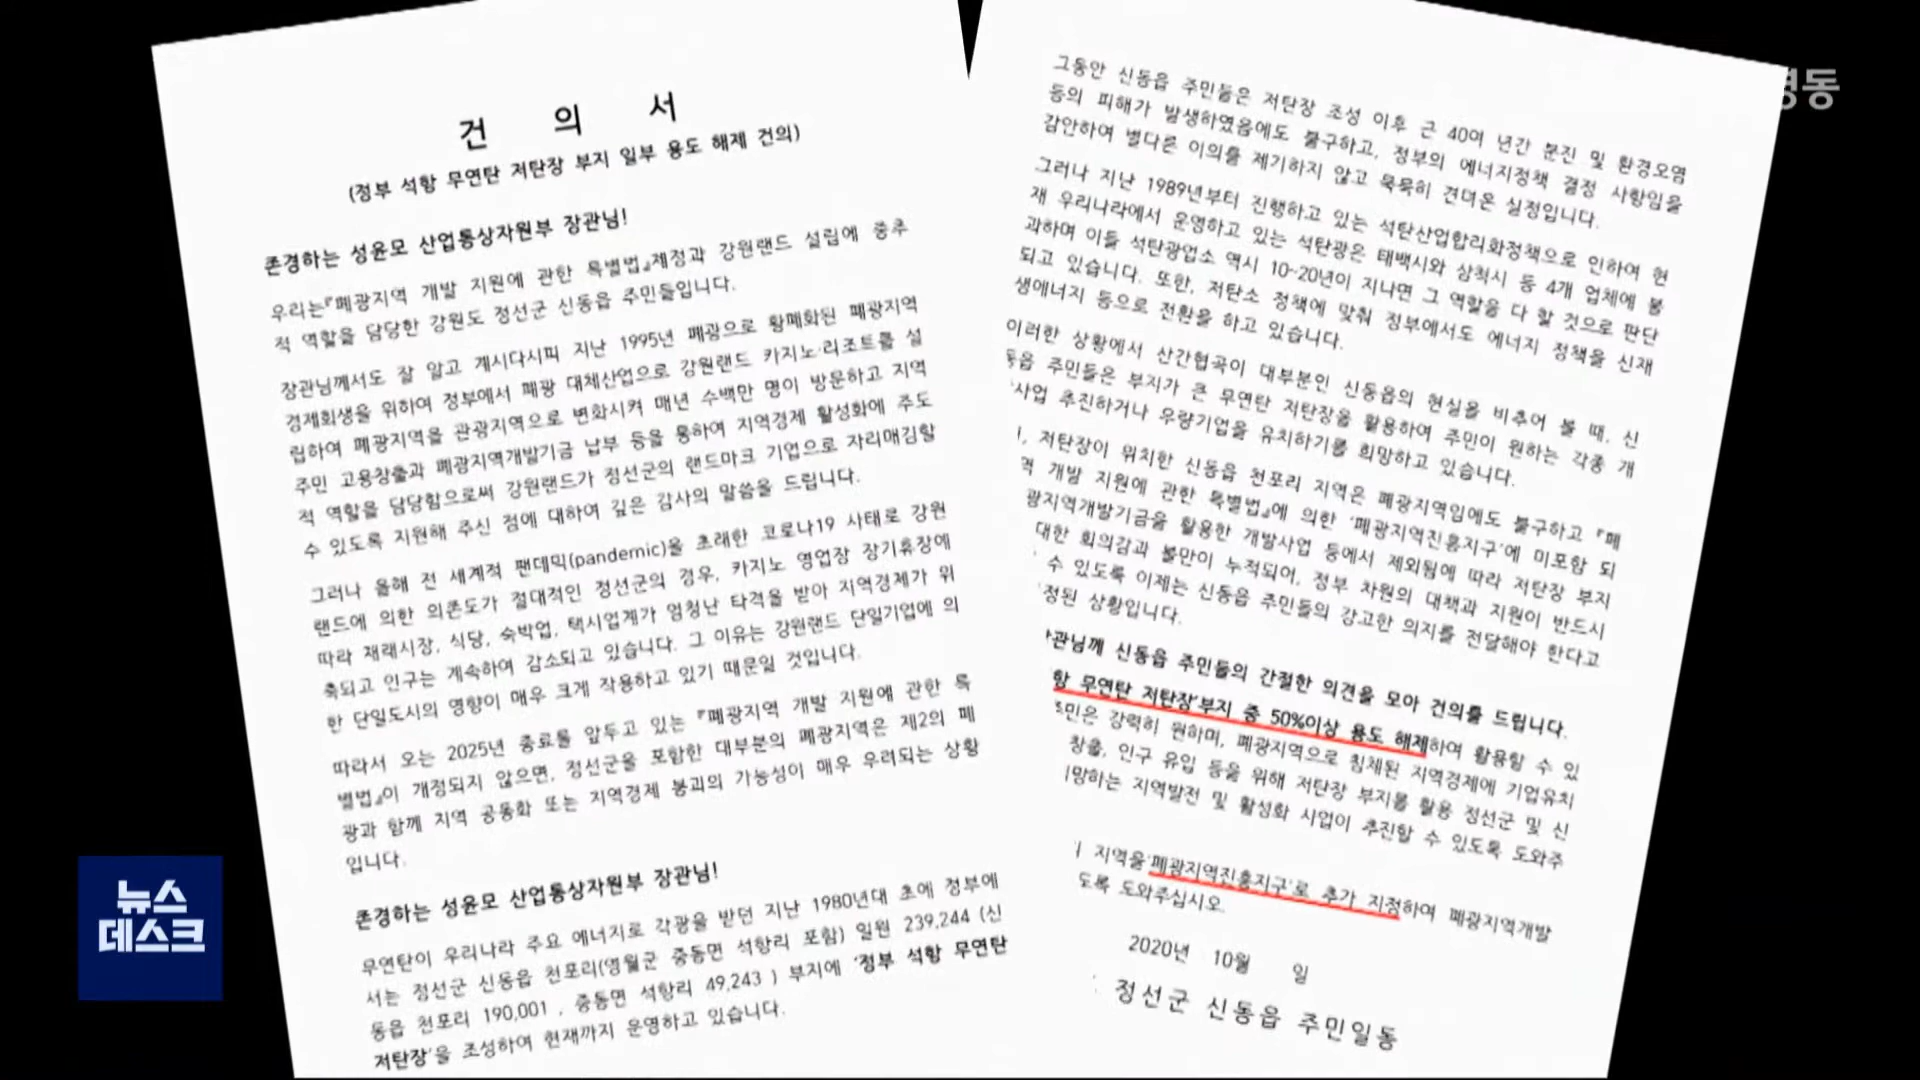 건 의 서
(정부 석항 무연탄 저탄장 부지 일부 용도 해제 건의)
존경하는 성윤모 산업통상자원부 장관님!
우리는『폐광지역 개발 지원에 관한 특별법』제정과 강원랜드 설립에 중추
적 역할을 담당한 강원도 정선군 신동읍 주민들입니다.
장관님께서도 잘 알고 계시다시피 지난 1995년 폐광으로 황폐화된 폐광지역
경제회생을 위하여 정부에서 폐광 대체산업으로 강원랜드 카지노·리조트를 설
립하여 폐광지역을 관광지역으로 변화시켜 매년 수백만 명이 방문하고 지역
주민 고용창출과 폐광지역개발기금 납부 등을 통하여 지역경제 활성화에 주도
적 역할을 담당함으로써 강원랜드가 정선군의 랜드마크 기업으로 자리매김할
수 있도록 지원해 주신 점에 대하여 깊은 감사의 말씀을 드립니다.
그러나 올해 전 세계적 팬데믹(pandemic)을 초래한 코로나19 사태로 강원
랜드에 의한 의존도가 절대적인 정선군의 경우, 카지노 영업장 장기휴장에
따라 재래시장, 식당, 숙박업, 택시업계가 엄청난 타격을 받아 지역경제가 위
축되고 인구는 계속하여 감소되고 있습니다. 그 이유는 강원랜드 단일기업에 의
한 단일도시의 영향이 매우 크게 작용하고 있기 때문일 것입니다.
따라서 오는 2025년 종료를 앞두고 있는 『폐광지역 개발 지원에 관한 특
별법』이 개정되지 않으면, 정선군을 포함한 대부분의 폐광지역은 제2의 폐
광과 함께 지역 공동화 또는 지역경제 붕괴의 가능성이 매우 우려되는 상황
입니다.
존경하는 성윤모 산업통상자원부 장관님!
무연탄이 우리나라 주요 에너지로 각광을 받던 지난 1980년대 초에 정부에
서는 정선군 신동읍 천포리(영월군 중동면 석항리 포함) 일원 239,244 (신
동읍 천포리 190,001 , 중동면 석항리 49,243 ) 부지에 '정부 석항 무연탄
저탄장'을 조성하여 현재까지 운영하고 있습니다.
그동안 신동읍 주민들은 저탄장 조성 이후 근 40여 년간 분진 및 환경오염
등의 피해가 발생하였음에도 불구하고, 정부의 에너지정책 결정 사항임을
감안하여 별다른 이의를 제기하지 않고 묵묵히 견뎌온 실정입니다.
그러나 지난 1989년부터 진행하고 있는 석탄산업합리화정책으로 인하여 현
재 우리나라에서 운영하고 있는 석탄광은 태백시와 삼척시 등 4개 업체에 불
과하며 이들 석탄광업소 역시 10~20년이 지나면 그 역할을 다 할 것으로 판단
되고 있습니다. 또한, 저탄소 정책에 맞춰 정부에서도 에너지 정책을 신재
생에너지 등으로 전환을 하고 있습니다.
이러한 상황에서 산간협곡이 대부분인 신동읍의 현실을 비추어 볼 때, 신
동읍 주민들은 부지가 큰 무연탄 저탄장을 활용하여 주민이 원하는 각종 개
사업 추진하거나 우량기업을 유치하기를 희망하고 있습니다.
저탄장이 위치한 신동읍 천포리 지역은 폐광지역임에도 불구하고 『폐
역 개발 지원에 관한 특별법』에 의한 '폐광지역진흥지구'에 미포함 되
광지역개발기금을 활용한 개발사업 등에서 제외됨에 따라 저탄장 부지
대한 회의감과 불만이 누적되어, 정부 차원의 대책과 지원이 반드시
수 있도록 이제는 신동읍 주민들의 강고한 의지를 전달해야 한다고
정된 상황입니다.
관님께 신동읍 주민들의 간절한 의견을 모아 건의를 드립니다.
항 무연탄 저탄장'부지 중 50%이상 용도 해제하여 활용할 수 있
민은 강력히 원하며, 폐광지역으로 침체된 지역경제에 기업유치
창출, 인구 유입 등을 위해 저탄장 부지를 활용 정선군 및 신
망하는 지역발전 및 활성화 사업이 추진할 수 있도록 도와주
지역을 '폐광지역진흥지구'로 추가 지정하여 폐광지역개발
도록 도와주십시오.
2020년 10월 일
정선군 신동읍 주민일동
영동
뉴스
데스크